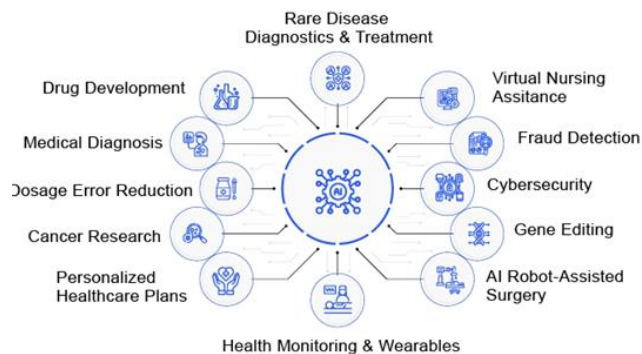 Rare Disease
Diagnostics & Treatment
Drug Development
Virtual Nursing
Assitance
Medical Diagnosis
Fraud Detection
Dosage Error Reduction
AI
Cybersecurity
Cancer Research
Gene Editing
Personalized
Healthcare Plans
AI Robot-Assisted
Surgery
Health Monitoring & Wearables